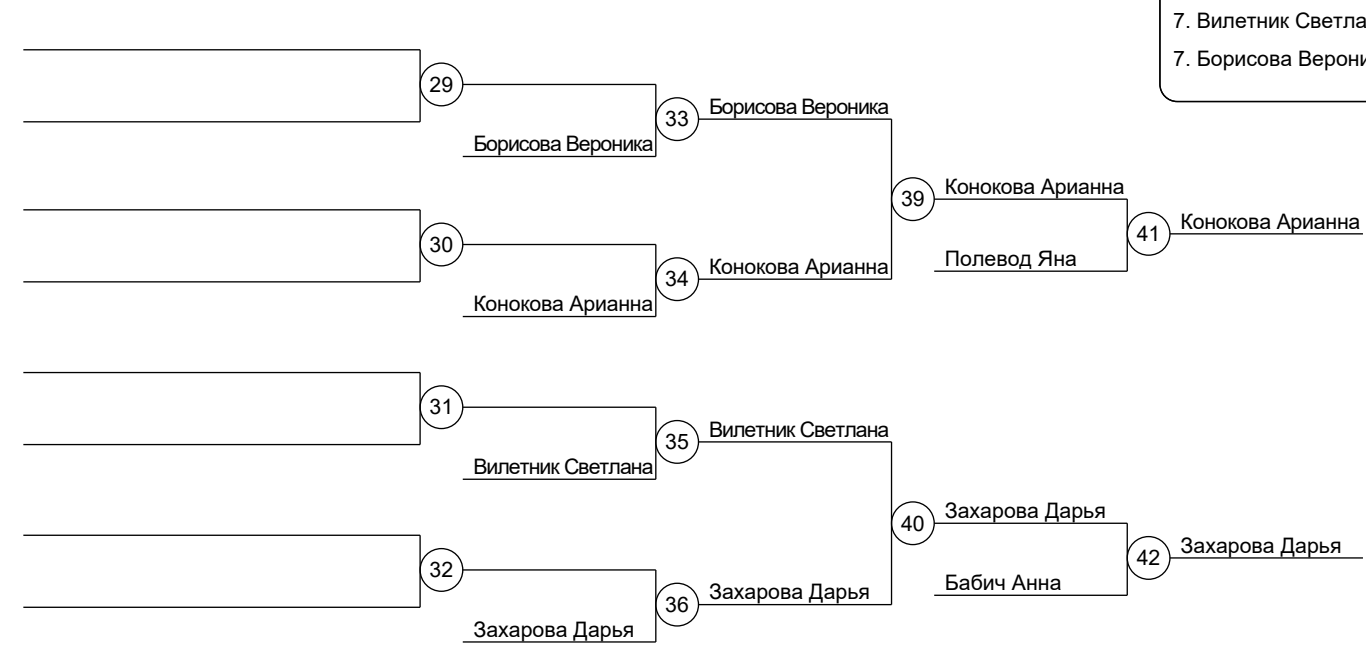 7. Вилетник
7. Борисова
29
33
Борисова Вероника
Борисова Вероника
39
Конокова Арианна
30
41
Конокова Арианна
34
Конокова Арианна
Полевод Яна
Конокова Арианна
31
35
Вилетник Светлана
Вилетник Светлана
40
Захарова Дарья
32
42
Захарова Дарья
36
Захарова Дарья
Бабич Анна
Захарова Дарья